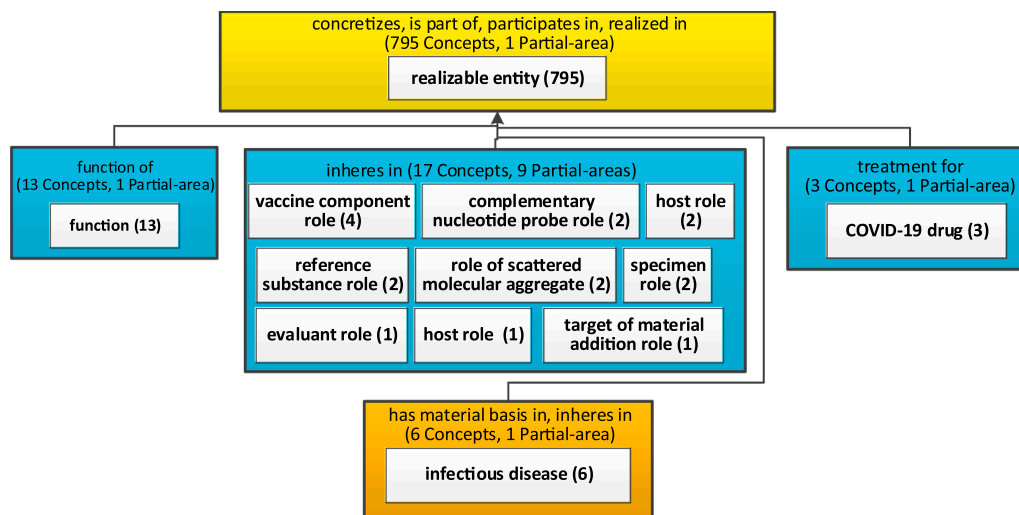 concretizes, is part of, participates in, realized in
(795 Concepts, 1 Partial-area)
realizable entity (795)
function of
(13 Concepts, 1 Partial-area)
function (13)
inheres in (17 Concepts, 9 Partial-areas)
vaccine component
role (4)
complementary
nucleotide probe role (2)
host role
(2)
reference
substance role (2)
role of scattered
molecular aggregate (2)
specimen
role (2)
evaluant role (1)
host role (1)
target of material
addition role (1)
treatment for
(3 Concepts, 1 Partial-area)
COVID-19 drug (3)
has material basis in, inheres in
(6 Concepts, 1 Partial-area)
infectious disease (6)